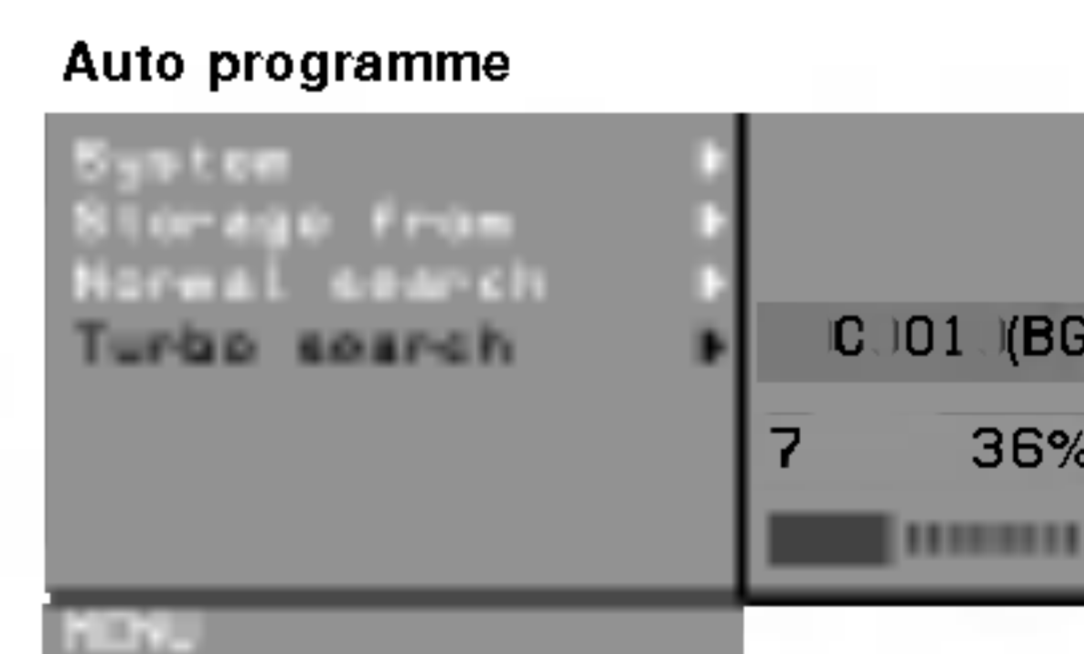 Auto programme
System
Storage from
Normal search
Turbo search
C 01 (BG
7 36%
MENU